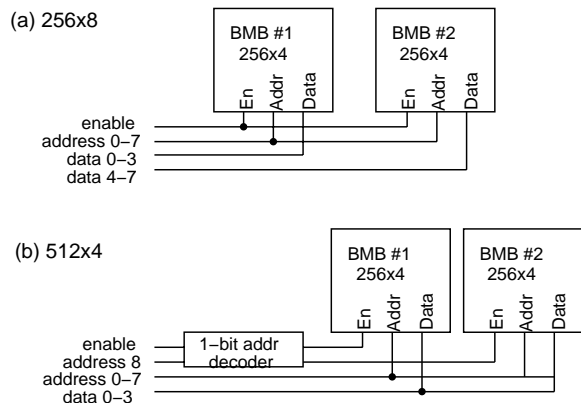 (a) 256x8
BMB #1
256x4
En
Addr
Data
BMB #2
256x4
En
Addr
Data
enable
address 0−7
data 0−3
data 4−7
(b) 512x4
BMB #1
256x4
En
Addr
Data
BMB #2
256x4
En
Addr
Data
enable
address 8
1−bit addr
decoder
address 0−7
data 0−3